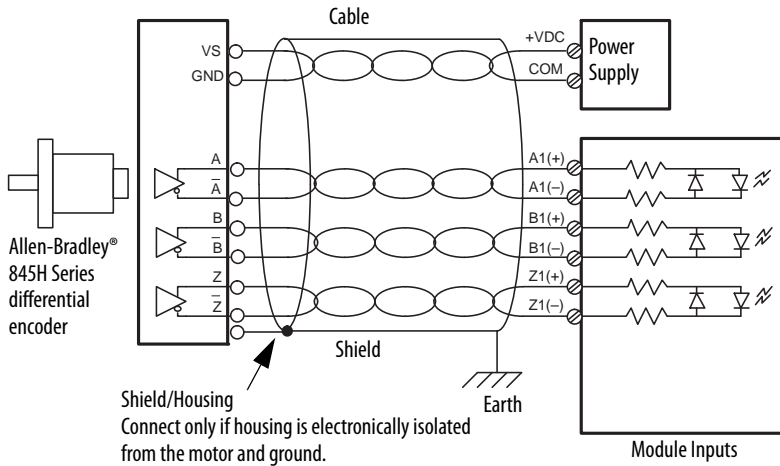 Cable
VS
GND
+VDC
COM
Power
Supply
A
A̅
B
B̅
Z
Z̅
A1(+)
A1(–)
B1(+)
B1(–)
Z1(+)
Z1(–)
Allen-Bradley®
845H Series
differential
encoder
Shield
Earth
Shield/Housing
Connect only if housing is electronically isolated
from the motor and ground.
Module Inputs